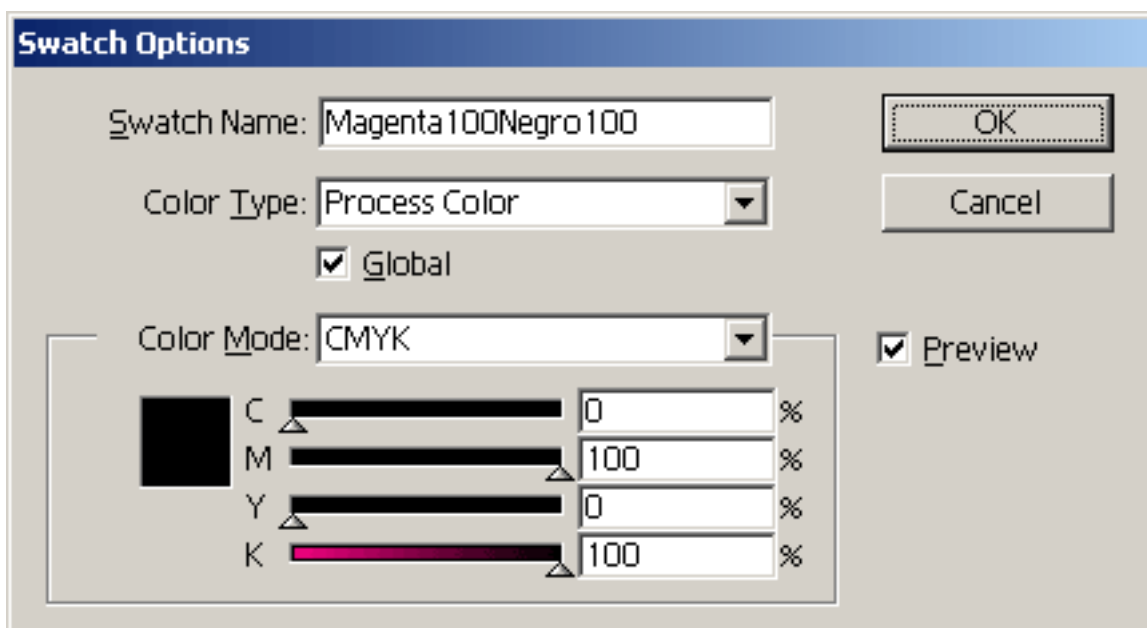 Swatch Options
Swatch Name: Magenta100Negro100
OK
Color Type: Process Color
Cancel
Global
Color Mode: CMYK
Preview
C 0 %
M 100 %
Y 0 %
K 100 %